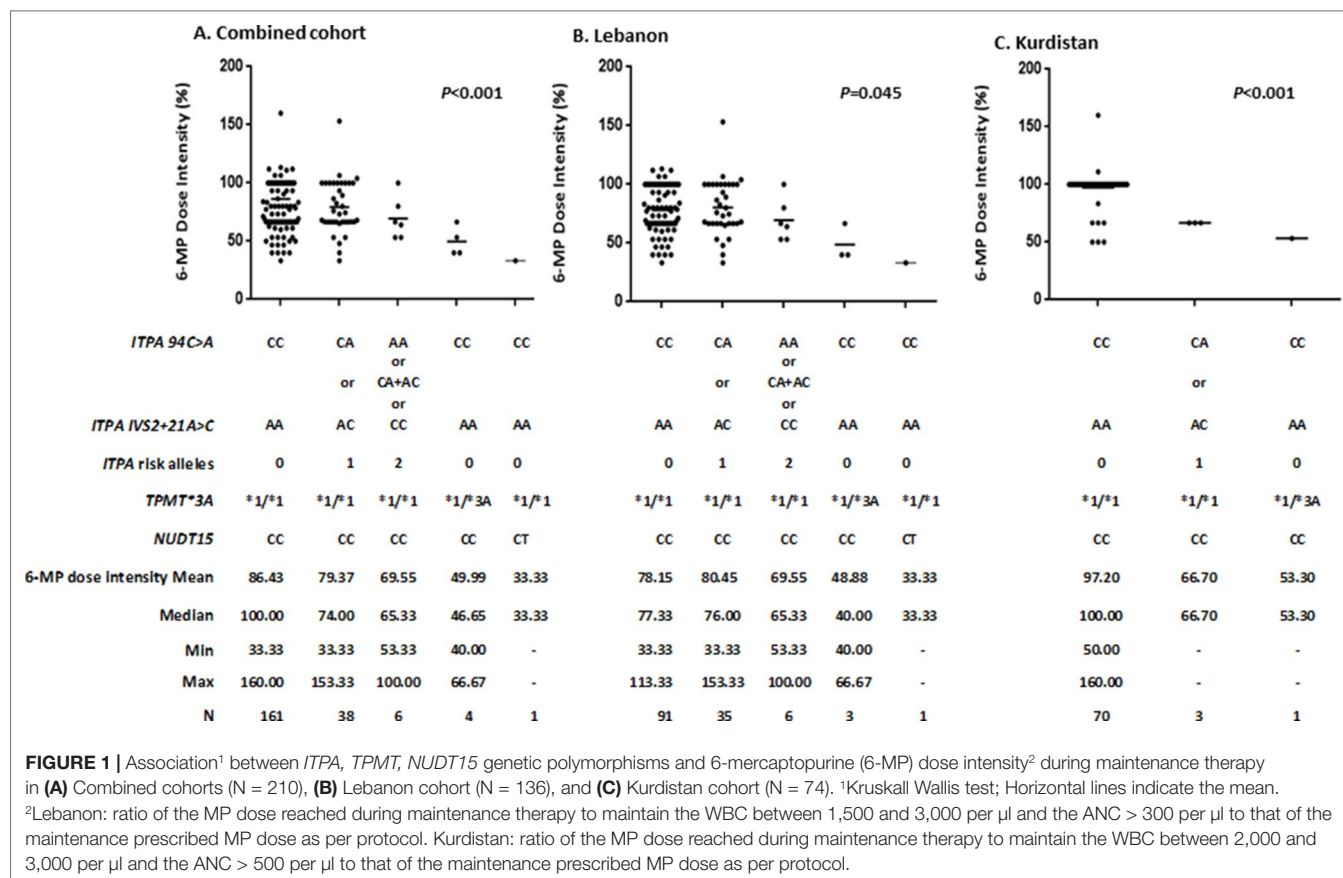 A. Combined cohort
B. Lebanon
C. Kurdistan
6-MP Dose Intensity (%)
200
150
100
50
0
P<0.001
6-MP Dose Intensity (%)
200
150
100
50
0
P=0.045
6-MP Dose Intensity (%)
200
150
100
50
0
P<0.001
ITPA 94C>A CC CA AA CC CC CC CA AA CC CC CC CA CC
or or
or CA+AC or CA+AC or
or or
ITPA IVS2+21A>C AA AC CC AA AA AA AC CC AA AA AA AC AA
ITPA risk alleles 0 1 2 0 0 0 1 2 0 0 0 1 0
TPMT*3A *1/*1 *1/*1 *1/*1 *1/*3A *1/*1 *1/*1 *1/*1 *1/*1 *1/*3A *1/*1 *1/*1 *1/*1 *1/*3A
NUDT15 CC CC CC CC CT CC CC CC CC CT CC CC CC
6-MP dose intensity Mean 86.43 79.37 69.55 49.99 33.33 78.15 80.45 69.55 48.88 33.33 97.20 66.70 53.30
Median 100.00 74.00 65.33 46.65 33.33 77.33 76.00 65.33 40.00 33.33 100.00 66.70 53.30
Min 33.33 33.33 53.33 40.00 - 33.33 33.33 53.33 40.00 - 50.00 - -
Max 160.00 153.33 100.00 66.67 - 113.33 153.33 100.00 66.67 - 160.00 - -
N 161 38 6 4 1 91 35 6 3 1 70 3 1
FIGURE 1 | Association¹ between ITPA, TPMT, NUDT15 genetic polymorphisms and 6-mercaptopurine (6-MP) dose intensity² during maintenance therapy
in (A) Combined cohorts (N = 210), (B) Lebanon cohort (N = 136), and (C) Kurdistan cohort (N = 74). ¹Kruskall Wallis test; Horizontal lines indicate the mean.
²Lebanon: ratio of the MP dose reached during maintenance therapy to maintain the WBC between 1,500 and 3,000 per µl and the ANC > 300 per µl to that of the
maintenance prescribed MP dose as per protocol. Kurdistan: ratio of the MP dose reached during maintenance therapy to maintain the WBC between 2,000 and
3,000 per µl and the ANC > 500 per µl to that of the maintenance prescribed MP dose as per protocol.